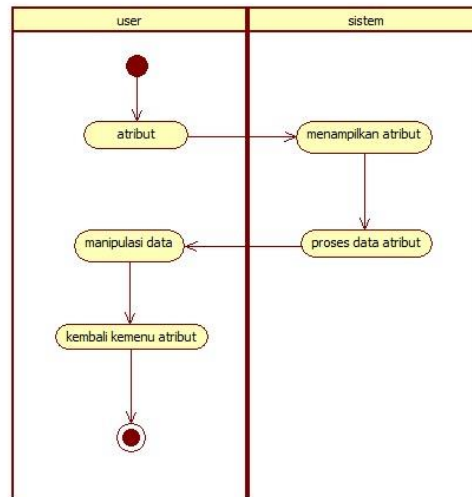 user
sistem
atribut
menampilkan atribut
manipulasi data
proses data atribut
kembali kemenu atribut